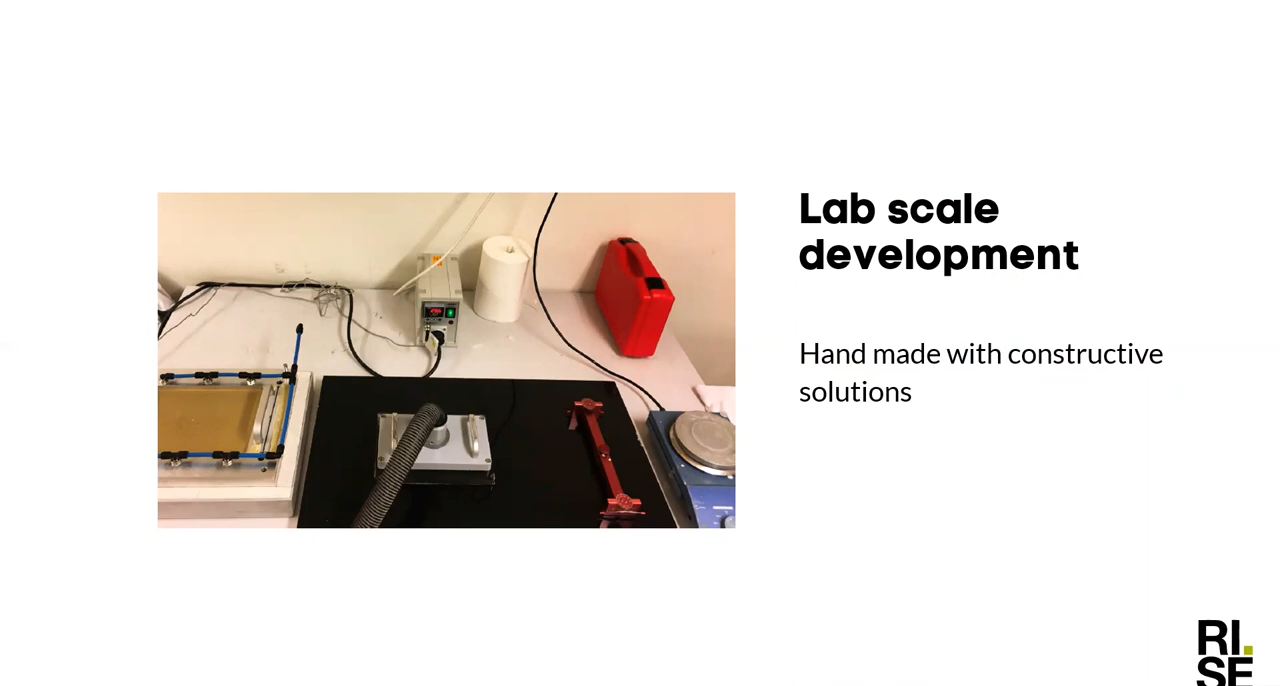 Lab scale
development
Hand made with constructive
solutions
RI.
SE